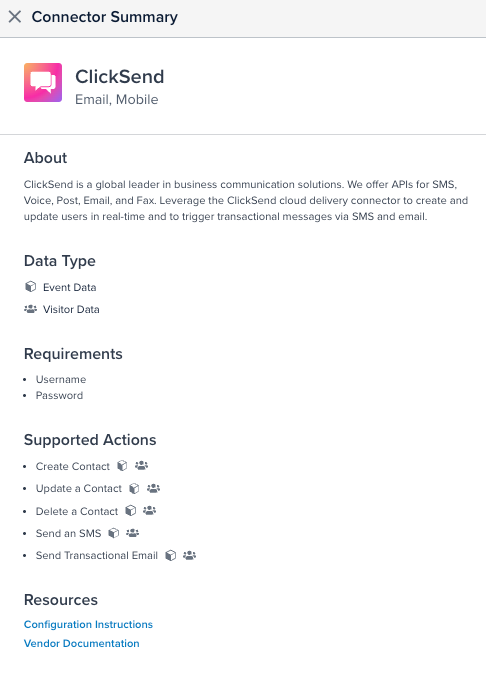 Connector Summary
ClickSend
Email, Mobile
About
ClickSend is a global leader in business communication solutions. We offer APIs for SMS,
Voice, Post, Email, and Fax. Leverage the ClickSend cloud delivery connector to create and
update users in real-time and to trigger transactional messages via SMS and email.
Data Type
Event Data
Visitor Data
Requirements
• Username
• Password
Supported Actions
• Create Contact
• Update a Contact
• Delete a Contact
• Send an SMS
• Send Transactional Email
Resources
Configuration Instructions
Vendor Documentation